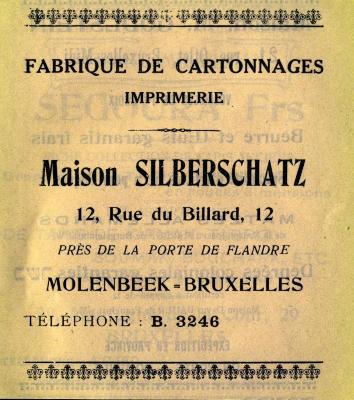 FABRIQUE DE CARTONNAGES
IMPRIMERIE
Maison SILBERSCHATZ
12, Rue du Billard, 12
PRÈS DE LA PORTE DE FLANDRE
MOLENBEEK=BRUXELLES
TÉLÉPHONE : B. 3246